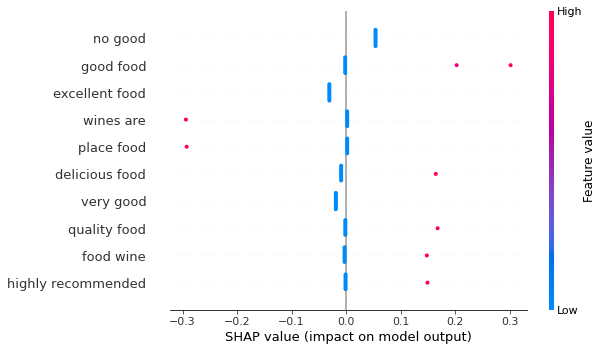 High
no good
good food
excellent food
wines are
place food
delicious food
very good
quality food
food wine
highly recommended
Feature value
Low
−0.3 −0.2 −0.1 0.0 0.1 0.2 0.3
SHAP value (impact on model output)